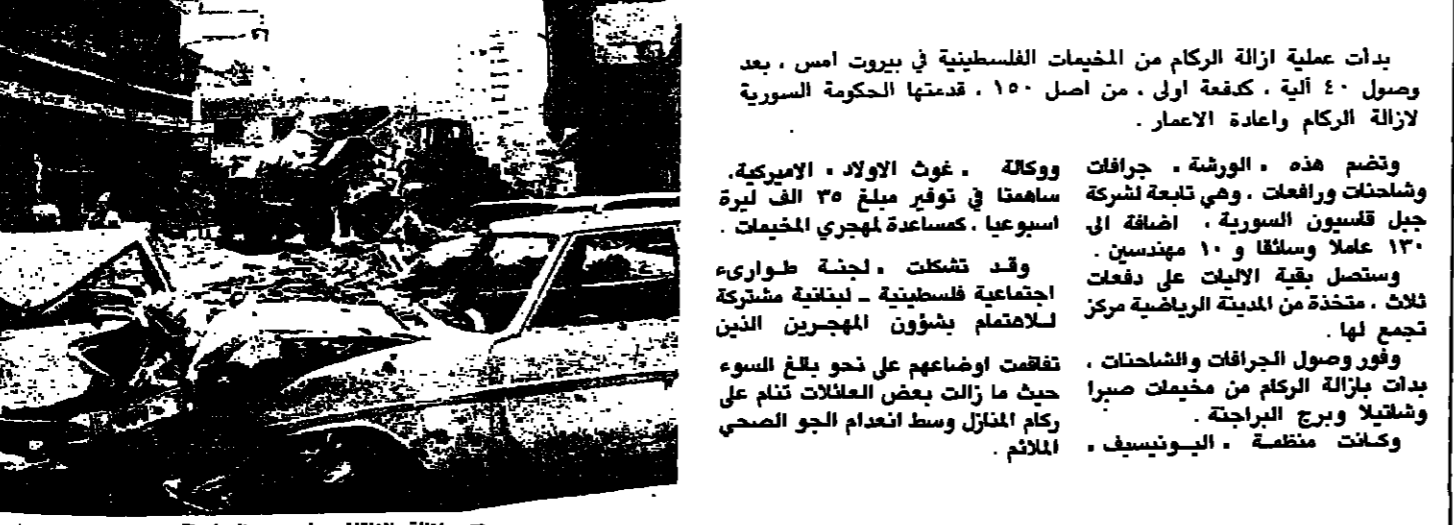 بدأت عملية ازالة الركام من المخيمات الفلسطينية في بيروت امس ، بعد
وصول ٤٠ آلية ، كدفعة اولى ، من اصل ١٥٠ ، قدمتها الحكومة السورية
لازالة الركام واعادة الاعمار .
وتضم هذه « الورشة » جرافات
وشاحنات ورافعات ، وهي تابعة لشركة
جبل قلسيون السورية ، اضافة الى
١٣٠ عاملا وسائقا و ١٠ مهندسين .
وستصل بقية الاليات على دفعات
ثلاث ، متخذة من المدينة الرياضية مركز
تجمع لها .
وفور وصول الجرافات والشاحنات ،
بدأت بازالة الركام من مخيمات صبرا
وشاتيلا وبرج البراجنة .
وكانت منظمة « اليونيسيف »
ووكالة « غوث الاولاد » الاميركية،
ساهمتا في توفير مبلغ ٣٥ الف ليرة
اسبوعيا ، كمساعدة لمهجري المخيمات .
وقد تشكلت « لجنة طوارىء
اجتماعية فلسطينية ــ لبنانية مشتركة
للاهتمام بشؤون المهجرين الذين
تفاقمت اوضاعهم على نحو بالغ السوء
حيث ما زالت بعض العائلات تنام على
ركام المنازل وسط انعدام الجو الصحي
الملائم .